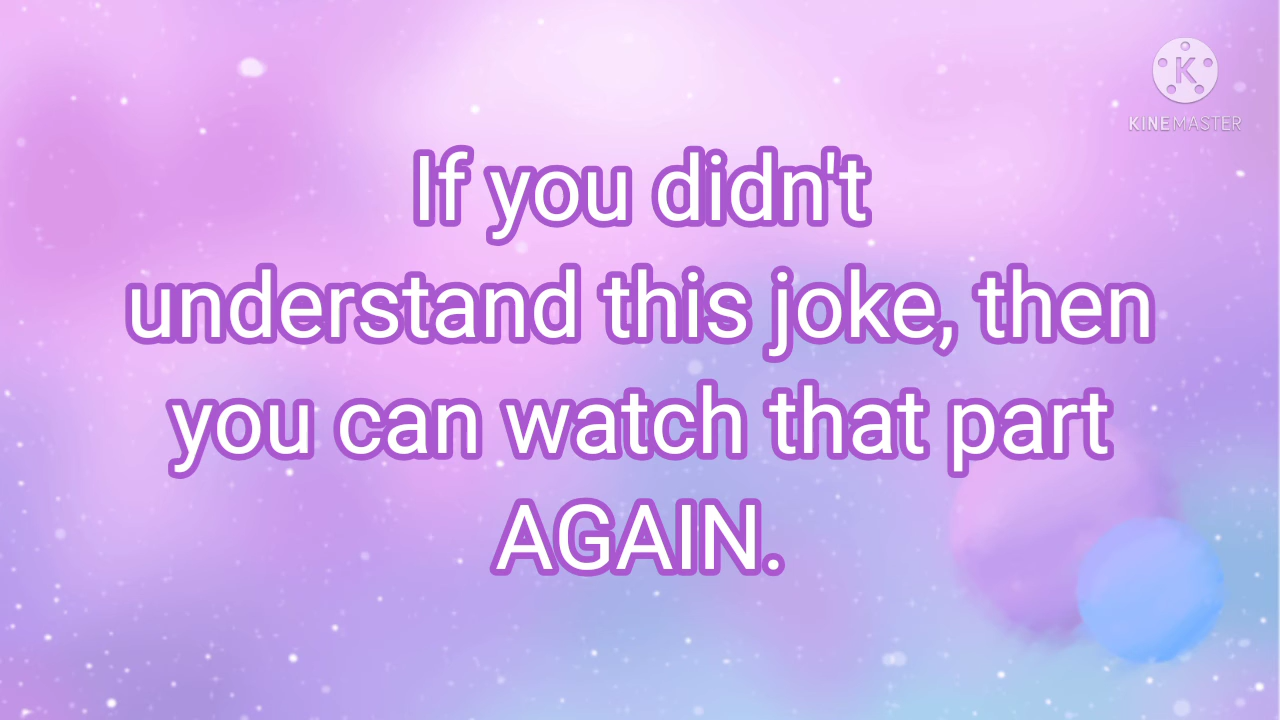 K
KINEMASTER
If you didn't
understand this joke, then
you can watch that part
AGAIN.